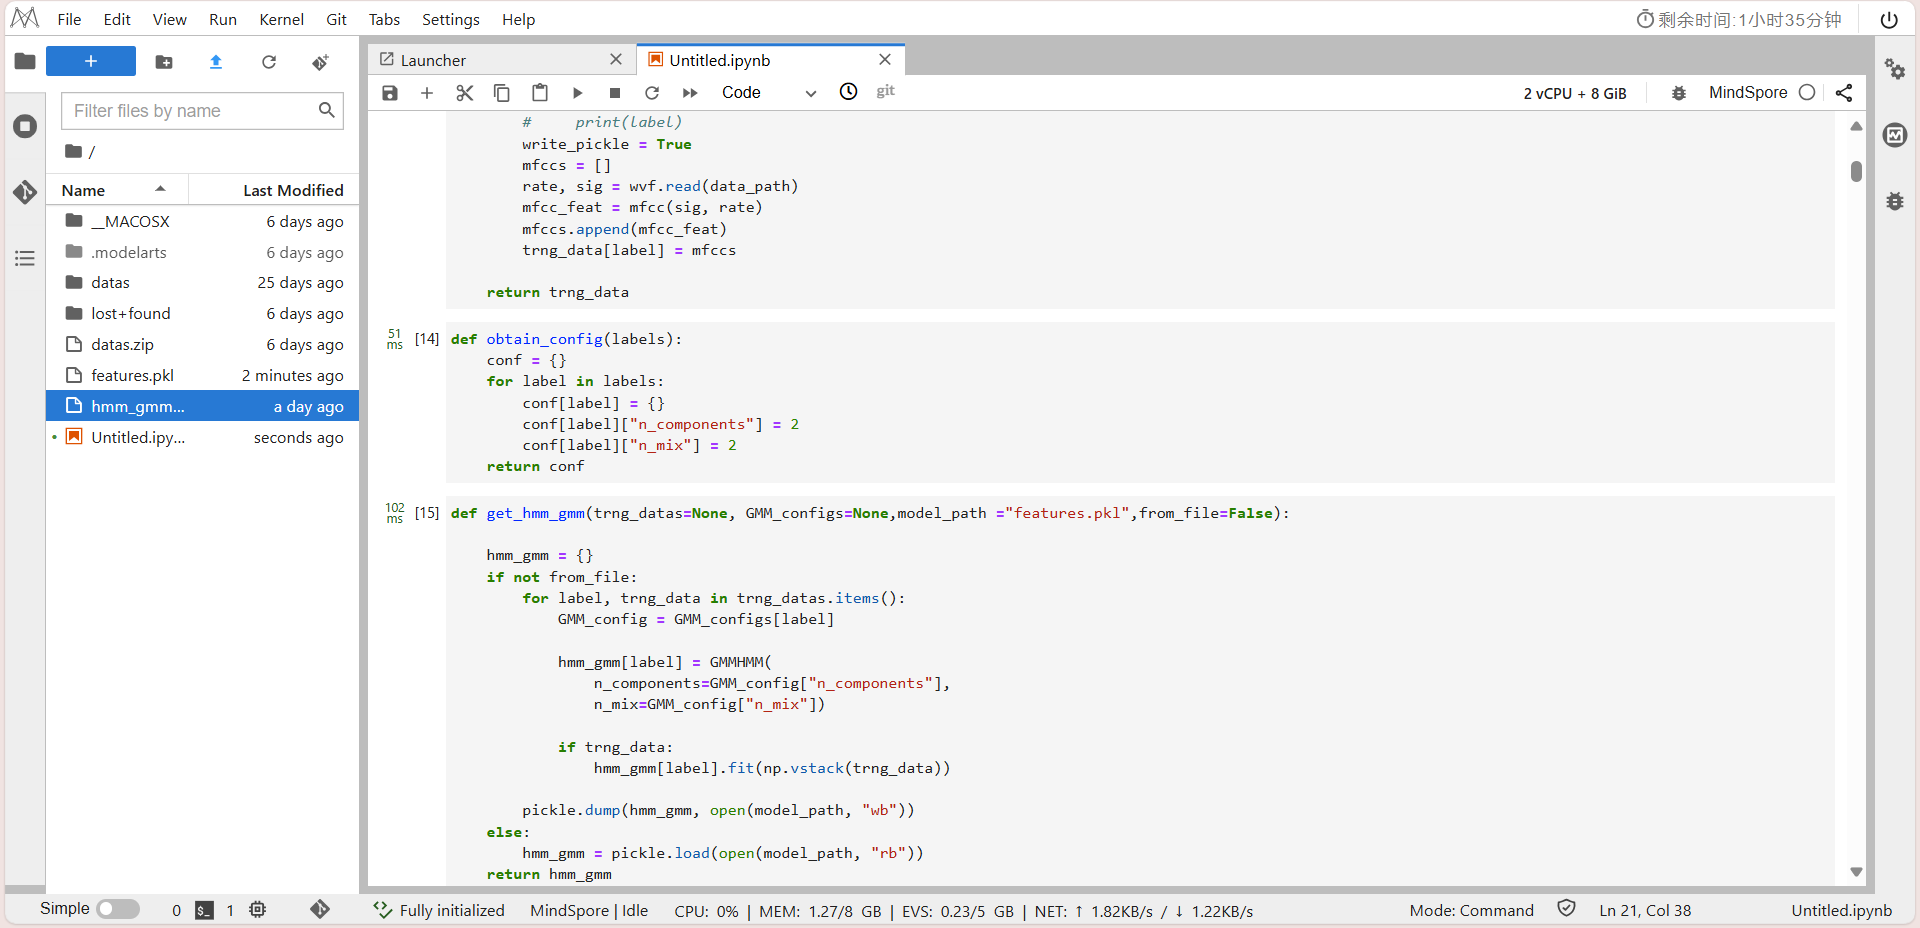 File Edit View Run Kernel Git Tabs Settings Help 剩余时间:1小时35分钟
+
Filter files by name
/
Name Last Modified
__MACOSX 6 days ago
.modelarts 6 days ago
datas 25 days ago
lost+found 6 days ago
datas.zip 6 days ago
features.pkl 2 minutes ago
hmm_gmm... a day ago
Untitled.ipy... seconds ago
Launcher Untitled.ipynb
Code git 2 vCPU + 8 GiB MindSpore
#     print(label)
write_pickle = True
mfccs = []
rate, sig = wvf.read(data_path)
mfcc_feat = mfcc(sig, rate)
mfccs.append(mfcc_feat)
trng_data[label] = mfccs
return trng_data
51 ms [14] def obtain_config(labels):
conf = {}
for label in labels:
conf[label] = {}
conf[label]["n_components"] = 2
conf[label]["n_mix"] = 2
return conf
102 ms [15] def get_hmm_gmm(trng_datas=None, GMM_configs=None,model_path ="features.pkl",from_file=False):
hmm_gmm = {}
if not from_file:
for label, trng_data in trng_datas.items():
GMM_config = GMM_configs[label]
hmm_gmm[label] = GMMHMM(
n_components=GMM_config["n_components"],
n_mix=GMM_config["n_mix"])
if trng_data:
hmm_gmm[label].fit(np.vstack(trng_data))
pickle.dump(hmm_gmm, open(model_path, "wb"))
else:
hmm_gmm = pickle.load(open(model_path, "rb"))
return hmm_gmm
Simple 0 $_ 1 Fully initialized MindSpore | Idle CPU: 0% | MEM: 1.27/8 GB | EVS: 0.23/5 GB | NET: ↑ 1.82KB/s / ↓ 1.22KB/s Mode: Command Ln 21, Col 38 Untitled.ipynb